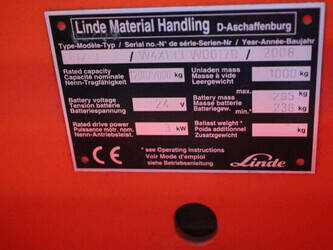 Linde Material Handling D-Aschaffenburg
Type-Modèle-Typ / Serial no.-N° de série-Serien-Nr / Year-Année-Baujahr
2008
Rated capacity
Capacité nominale
Nenn-Tragfähigkeit
kg
Unladen mass
Masse à vide
Leergewicht
1000 kg
Battery voltage
Tension batterie
Batteriespannung
24 V
Battery mass
Masse batterie
Batteriegew.
max.
min.
295
238 kg
Rated drive power
Puissance motr. nom.
Nenn-Antriebsleist.
kW
Ballast weight *
Poids additionnel
Zusatzgewicht
kg
CE
* see Operating instructions
Voir Mode d'emploi
siehe Betriebsanleitung
Linde